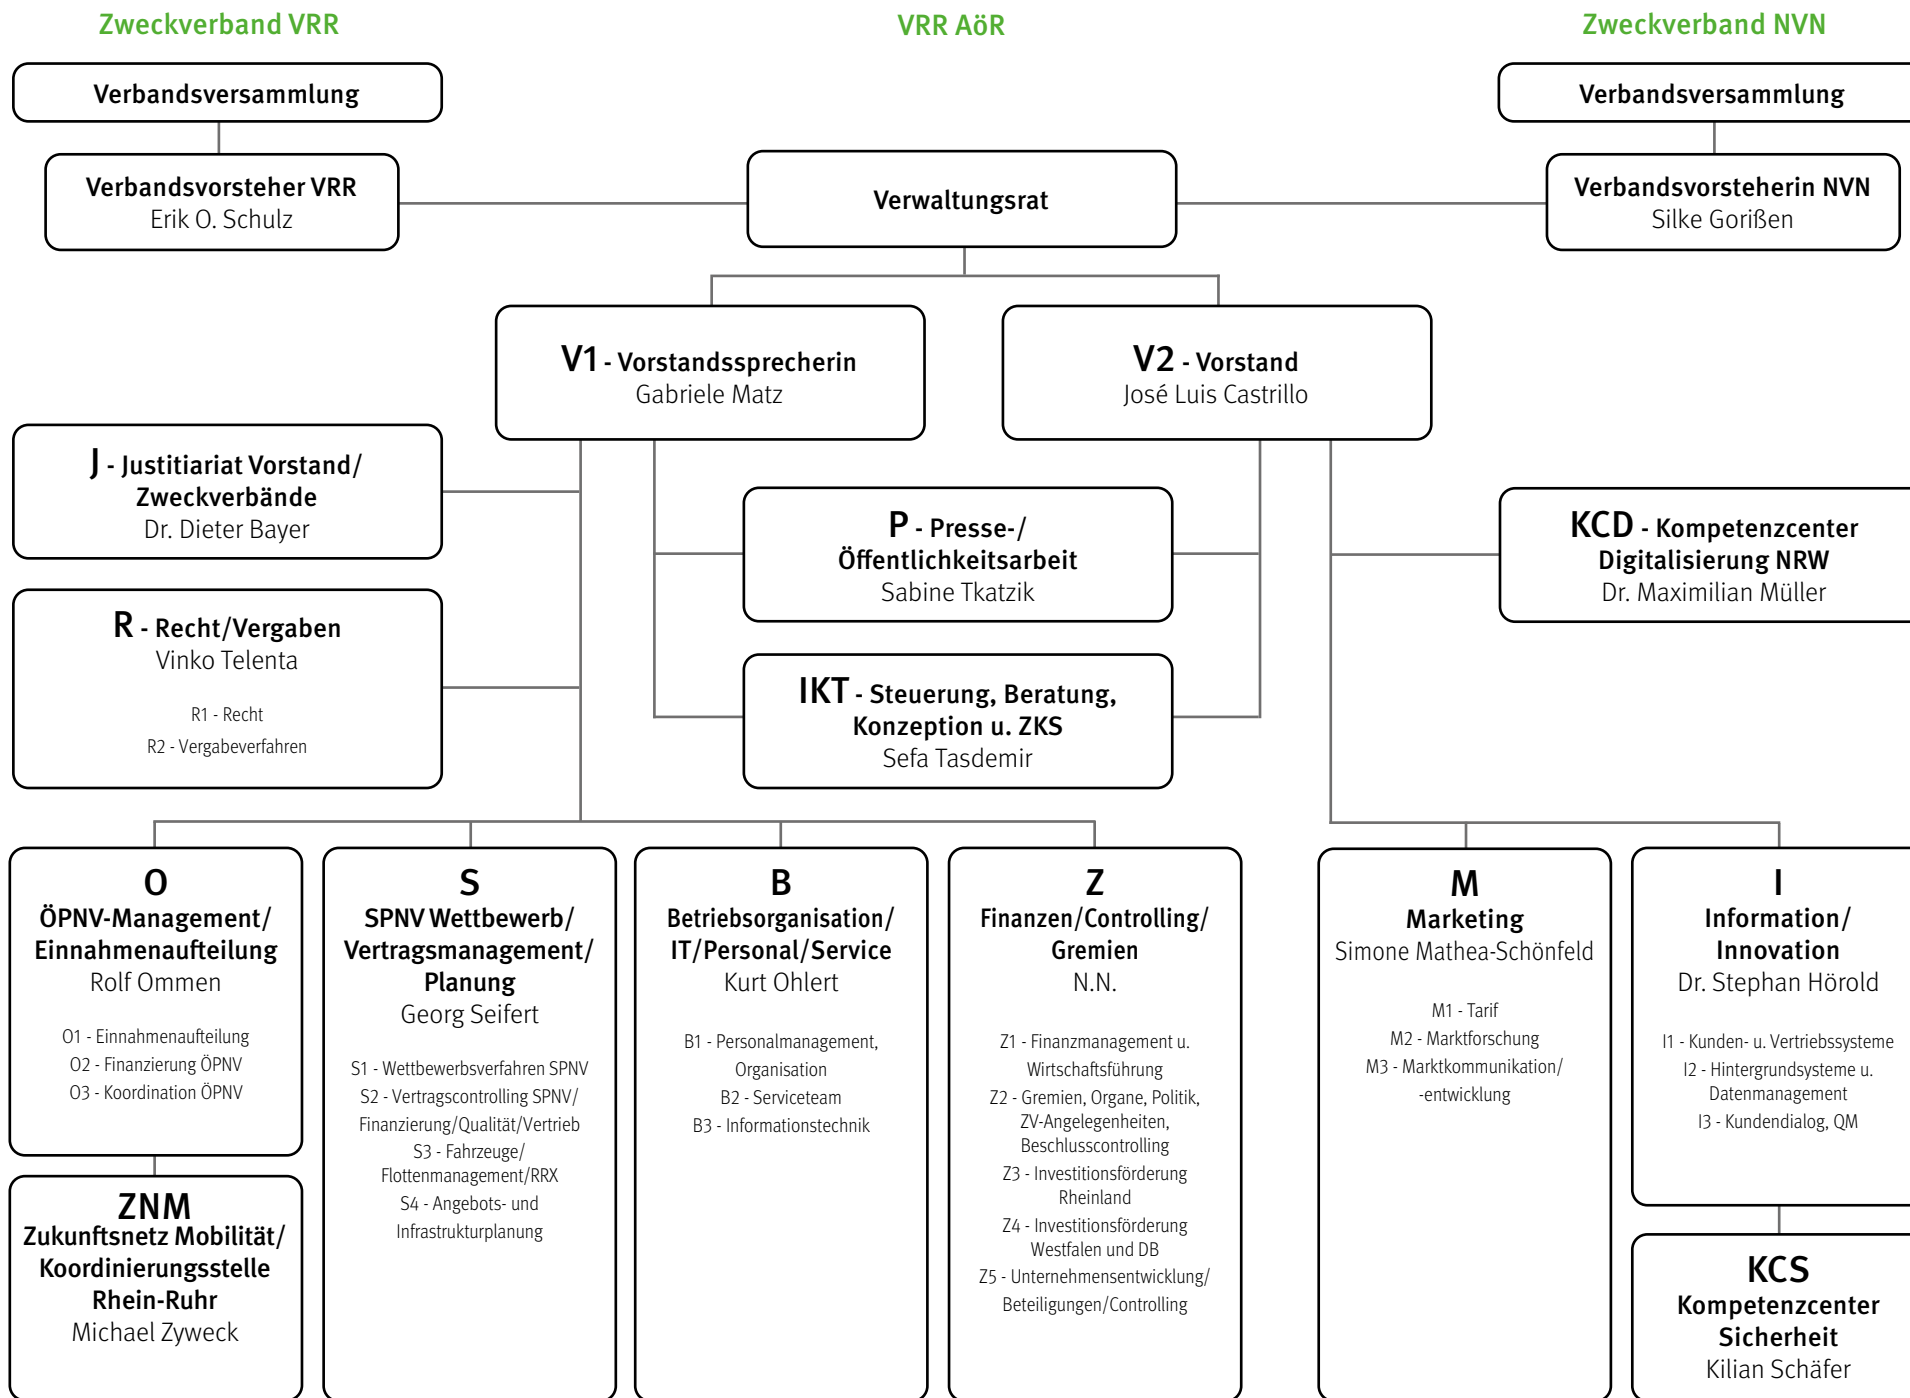 Zweckverband VRR
VRR AöR
Zweckverband NVN
Verbandsversammlung
Verbandsversammlung
Verbandsvorsteher VRR
Erik O. Schulz
Verwaltungsrat
Verbandsvorsteherin NVN
Silke Gorißen
V1 - Vorstandssprecherin
Gabriele Matz
V2 - Vorstand
José Luis Castrillo
J - Justitiariat Vorstand/
Zweckverbände
Dr. Dieter Bayer
P - Presse-/
Öffentlichkeitsarbeit
Sabine Tkatzik
KCD - Kompetenzcenter
Digitalisierung NRW
Dr. Maximilian Müller
R - Recht/Vergaben
Vinko Telenta
R1 - Recht
R2 - Vergabeverfahren
IKT - Steuerung, Beratung,
Konzeption u. ZKS
Sefa Tasdemir
O
ÖPNV-Management/
Einnahmenaufteilung
Rolf Ommen
O1 - Einnahmenaufteilung
O2 - Finanzierung ÖPNV
O3 - Koordination ÖPNV
ZNM
Zukunftsnetz Mobilität/
Koordinierungsstelle
Rhein-Ruhr
Michael Zyweck
S
SPNV Wettbewerb/
Vertragsmanagement/
Planung
Georg Seifert
S1 - Wettbewerbsverfahren SPNV
S2 - Vertragscontrolling SPNV/
Finanzierung/Qualität/Vertrieb
S3 - Fahrzeuge/
Flottenmanagement/RRX
S4 - Angebots- und
Infrastrukturplanung
B
Betriebsorganisation/
IT/Personal/Service
Kurt Ohlert
B1 - Personalmanagement,
Organisation
B2 - Serviceteam
B3 - Informationstechnik
Z
Finanzen/Controlling/
Gremien
N.N.
Z1 - Finanzmanagement u.
Wirtschaftsführung
Z2 - Gremien, Organe, Politik,
ZV-Angelegenheiten,
Beschlusscontrolling
Z3 - Investitionsförderung
Rheinland
Z4 - Investitionsförderung
Westfalen und DB
Z5 - Unternehmensentwicklung/
Beteiligungen/Controlling
M
Marketing
Simone Mathea-Schönfeld
M1 - Tarif
M2 - Marktforschung
M3 - Marktkommunikation/
-entwicklung
I
Information/
Innovation
Dr. Stephan Hörold
I1 - Kunden- u. Vertriebssysteme
I2 - Hintergrundsysteme u.
Datenmanagement
I3 - Kundendialog, QM
KCS
Kompetenzcenter
Sicherheit
Kilian Schäfer